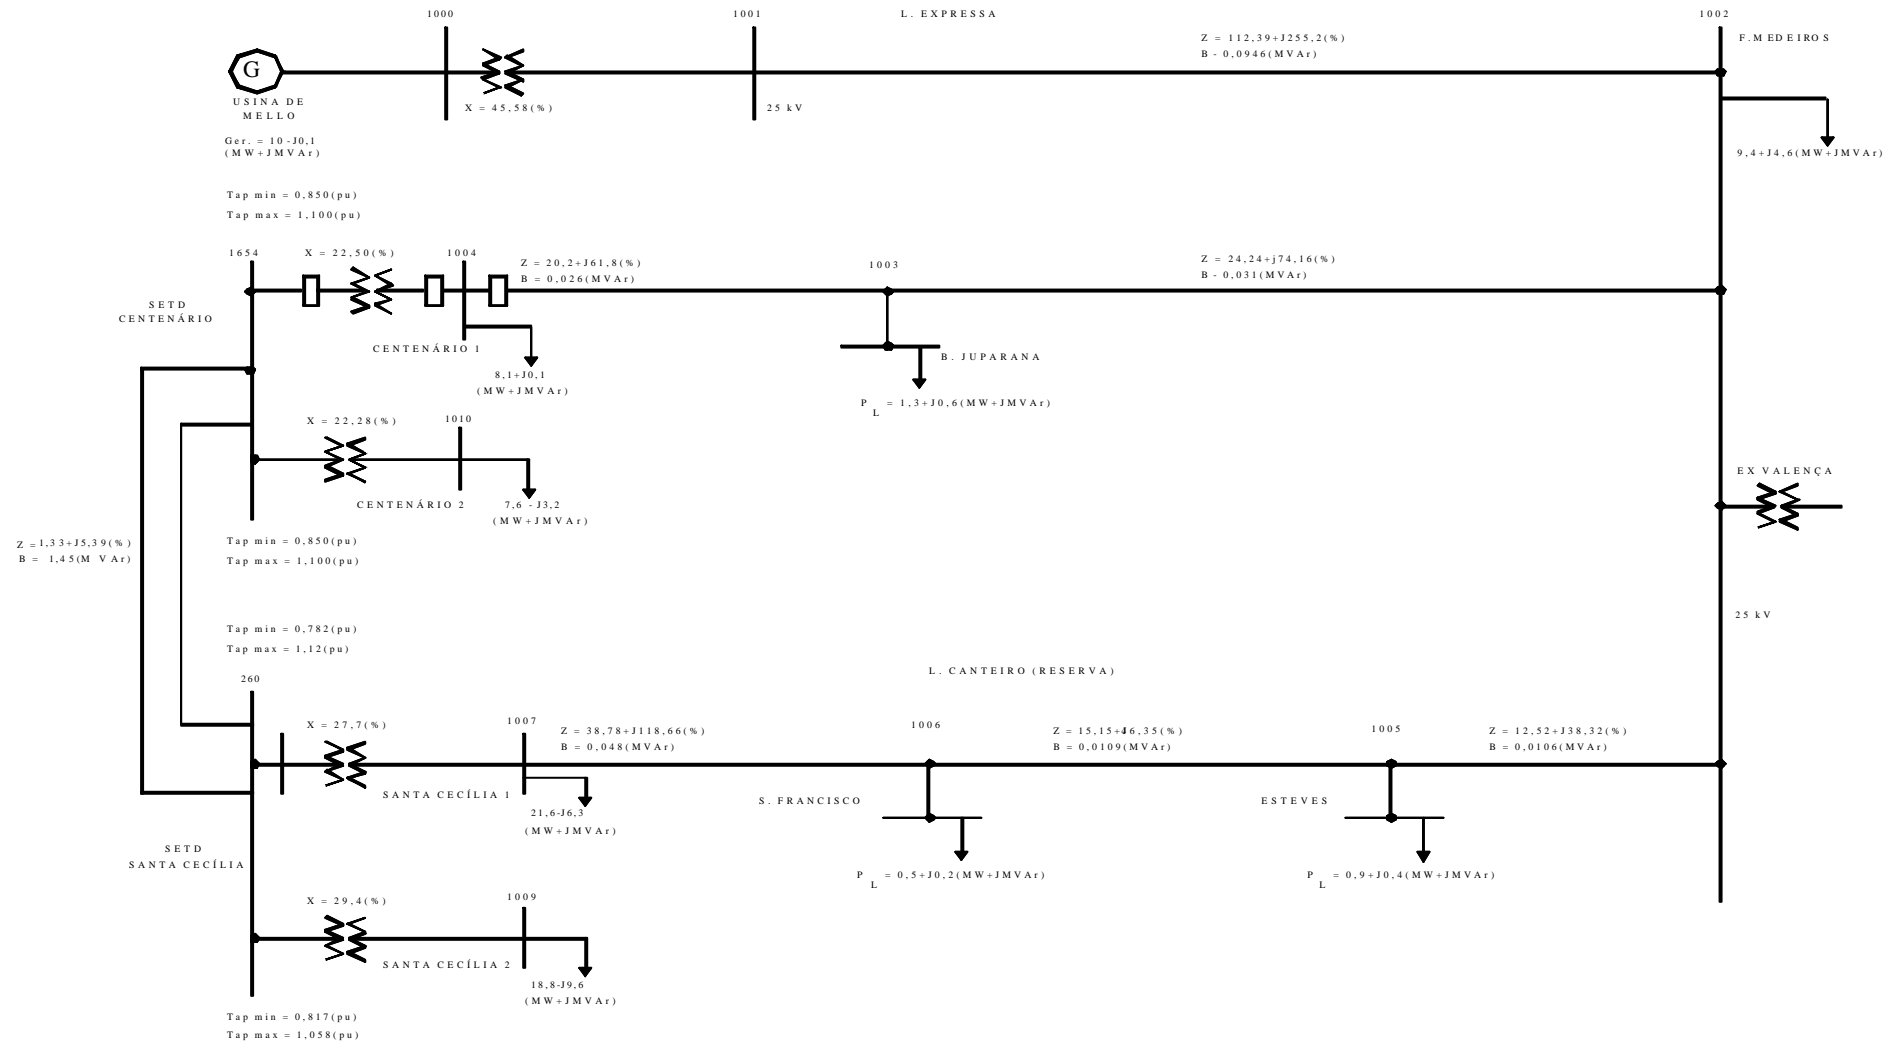 1000
1001
L. EXPRESSA
1002
Z = 112,39+J255,2(%)
B - 0,0946(MVAr)
F.MEDEIROS
G
USINA DE
MELLO
X = 45,58(%)
25 kV
Ger. = 10 -J0,1
(MW+JMVAr)
9,4+J4,6(MW+JMVAr)
Tap min = 0,850(pu)
Tap max = 1,100(pu)
1654
X = 22,50(%)
1004
Z = 20,2+J61,8(%)
B = 0,026(MVAr)
1003
Z = 24,24+j74,16(%)
B - 0,031(MVAr)
SETD
CENTENÁRIO
CENTENÁRIO 1
8,1+J0,1
(MW+JMVAr)
B. JUPARANA
P L = 1,3+J0,6(MW+JMVAr)
X = 22,28(%)
1010
CENTENÁRIO 2
7,6 - J3,2
(MW+JMVAr)
EX VALENÇA
Z = 1,33+J5,39(%)
B = 1,45(M VAr)
Tap min = 0,850(pu)
Tap max = 1,100(pu)
25 kV
Tap min = 0,782(pu)
Tap max = 1,12(pu)
260
L. CANTEIRO (RESERVA)
X = 27,7(%)
1007
Z = 38,78+J118,66(%)
B = 0,048(MVAr)
1006
Z = 15,15+46,35(%)
B = 0,0109(MVAr)
1005
Z = 12,52+J38,32(%)
B = 0,0106(MVAr)
SANTA CECÍLIA 1
21,6-J6,3
(MW+JMVAr)
S. FRANCISCO
ESTEVES
P L = 0,5+J0,2(MW+JMVAr)
P L = 0,9+J0,4(MW+JMVAr)
SETD
SANTA CECÍLIA
X = 29,4(%)
1009
SANTA CECÍLIA 2
18,8-J9,6
(MW+JMVAr)
Tap min = 0,817(pu)
Tap max = 1,058(pu)